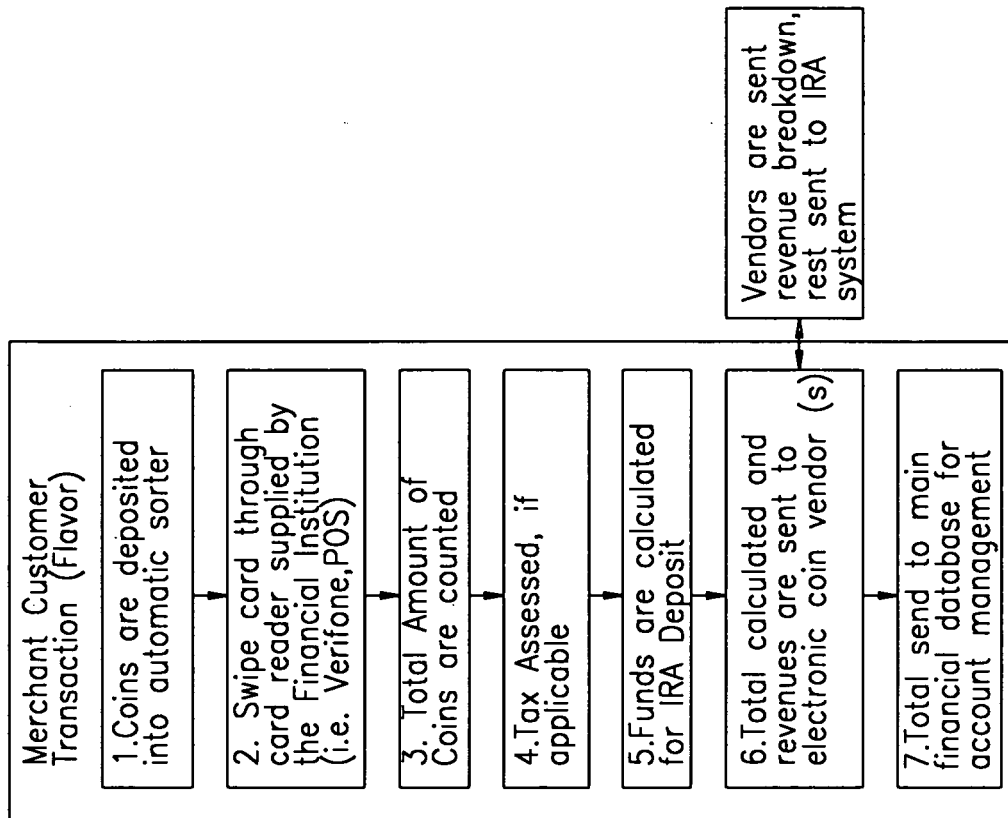 Merchant Customer
Transaction (Flavor)
1.Coins are deposited
into automatic sorter
2. Swipe card through
card reader supplied by
the Financial Institution
(i.e. Verifone,POS)
3. Total Amount of
Coins are counted
4.Tax Assessed, if
applicable
5.Funds are calculated
for IRA Deposit
6.Total calculated and
revenues are sent to
electronic coin vendor (s)
7.Total send to main
financial database for
account management
Vendors are sent
revenue breakdown,
rest sent to IRA
system